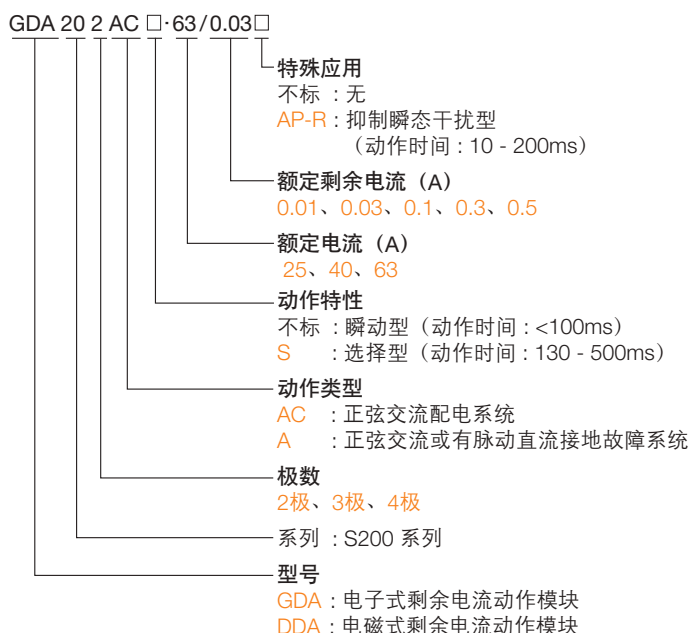 GDA 20 2 AC □·63/0.03□
特殊应用
不标 : 无
AP-R : 抑制瞬态干扰型
（动作时间 : 10 - 200ms）
额定剩余电流（A）
0.01、0.03、0.1、0.3、0.5
额定电流（A）
25、40、63
动作特性
不标 : 瞬动型（动作时间 : <100ms）
S : 选择型（动作时间 : 130 - 500ms）
动作类型
AC : 正弦交流配电系统
A : 正弦交流或有脉动直流接地故障系统
极数
2极、3极、4极
系列 : S200 系列
型号
GDA : 电子式剩余电流动作模块
DDA : 电磁式剩余电流动作模块